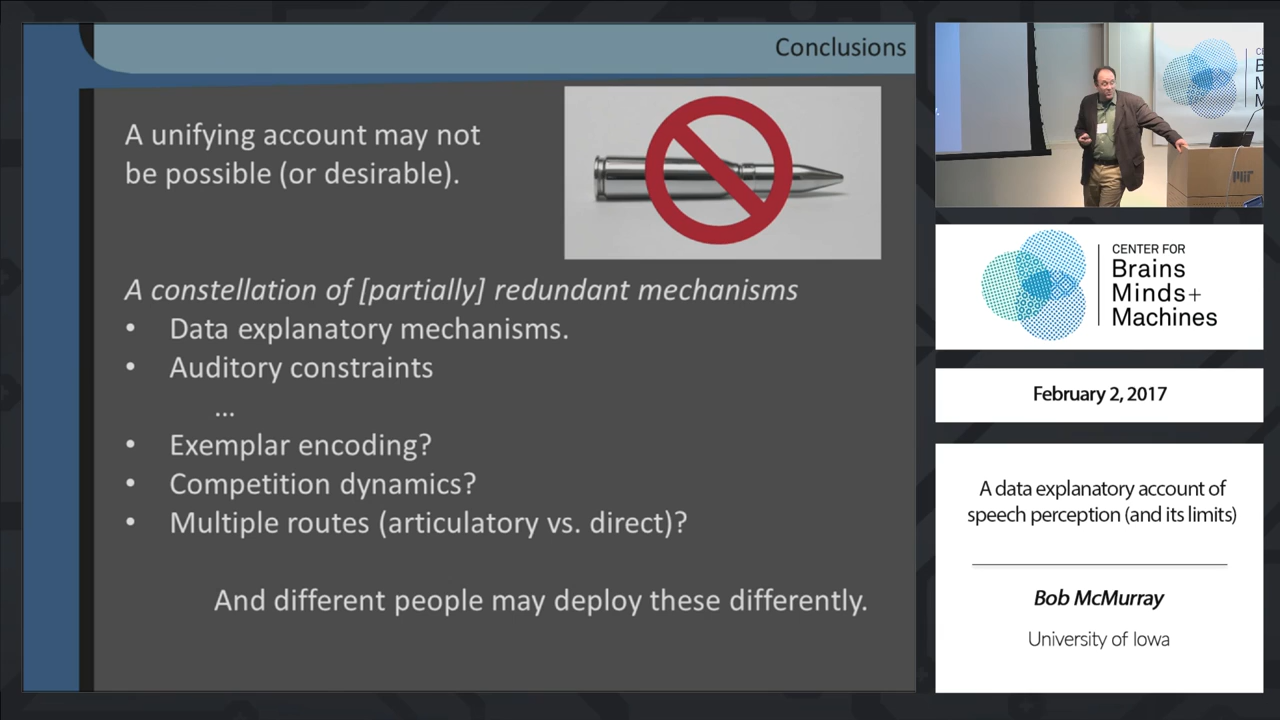 Conclusions
A unifying account may not
be possible (or desirable).
A constellation of [partially] redundant mechanisms
• Data explanatory mechanisms.
• Auditory constraints
...
• Exemplar encoding?
• Competition dynamics?
• Multiple routes (articulatory vs. direct)?
And different people may deploy these differently.
MIT
CENTER FOR
Brains
Minds+
Machines
February 2, 2017
A data explanatory account of
speech perception (and its limits)
Bob McMurray
University of Iowa